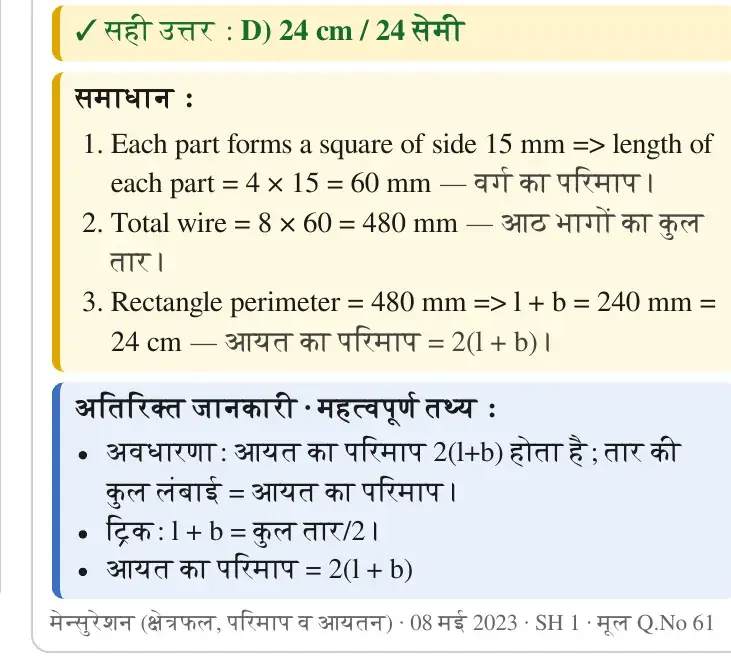 ✓ सही उत्तर : D) 24 cm / 24 सेमी
समाधान :
1. Each part forms a square of side 15 mm => length of
each part = 4 × 15 = 60 mm — वर्ग का परिमाप।
2. Total wire = 8 × 60 = 480 mm — आठ भागों का कुल
तार।
3. Rectangle perimeter = 480 mm => l + b = 240 mm =
24 cm — आयत का परिमाप = 2(l + b)।
अतिरिक्त जानकारी · महत्वपूर्ण तथ्य :
• अवधारणा : आयत का परिमाप 2(l+b) होता है ; तार की
कुल लंबाई = आयत का परिमाप।
• ट्रिक : l + b = कुल तार/2।
• आयत का परिमाप = 2(l + b)
मेन्सुरेशन (क्षेत्रफल, परिमाप व आयतन) · 08 मई 2023 · SH 1 · मूल Q.No 61